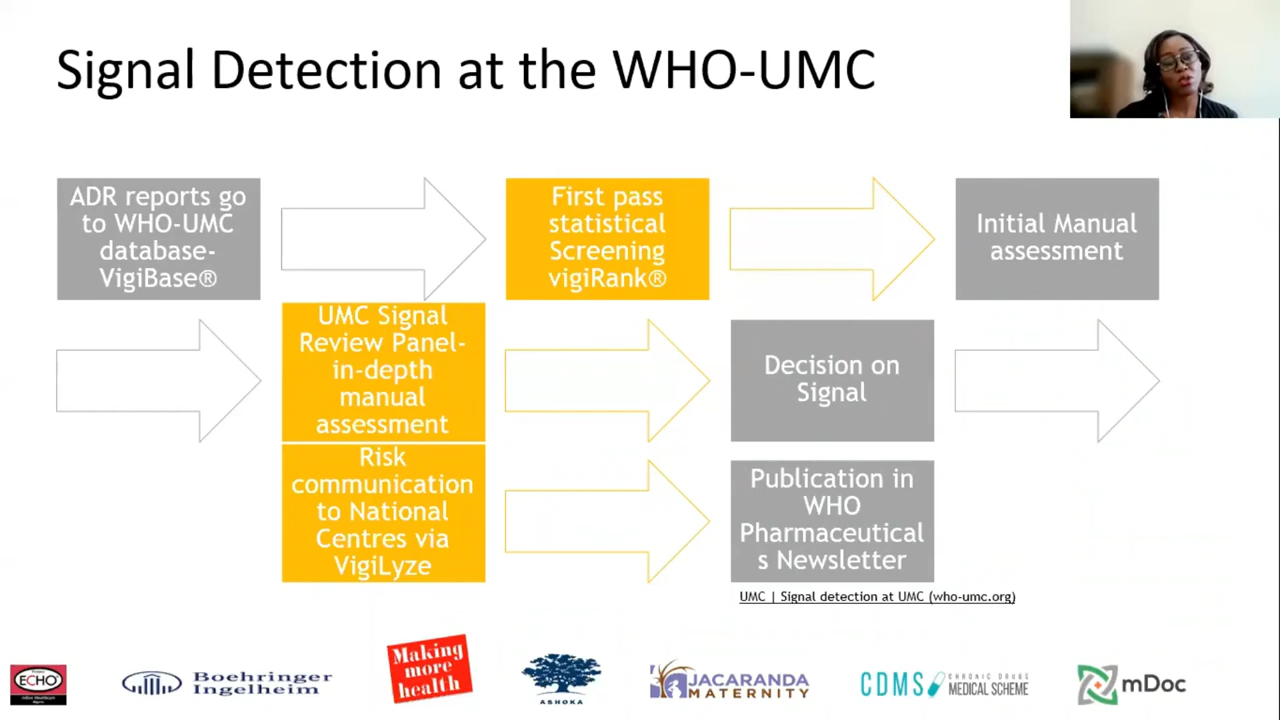 Signal Detection at the WHO-UMC
ADR reports go
to WHO-UMC
database-
VigiBase®
First pass
statistical
Screening
vigiRank®
Initial Manual
assessment
UMC Signal
Review Panel-
in-depth
manual
assessment
Decision on
Signal
Risk
communication
to National
Centres via
VigiLyze
Publication in
WHO
Pharmaceutical
s Newsletter
UMC | Signal detection at UMC (who-umc.org)
ECHO
Boehringer
Ingelheim
Making
more
health
ASHOKA
JACARANDA
MATERNITY
CDMS
CHRONIC DRUGS
MEDICAL SCHEME
mDoc